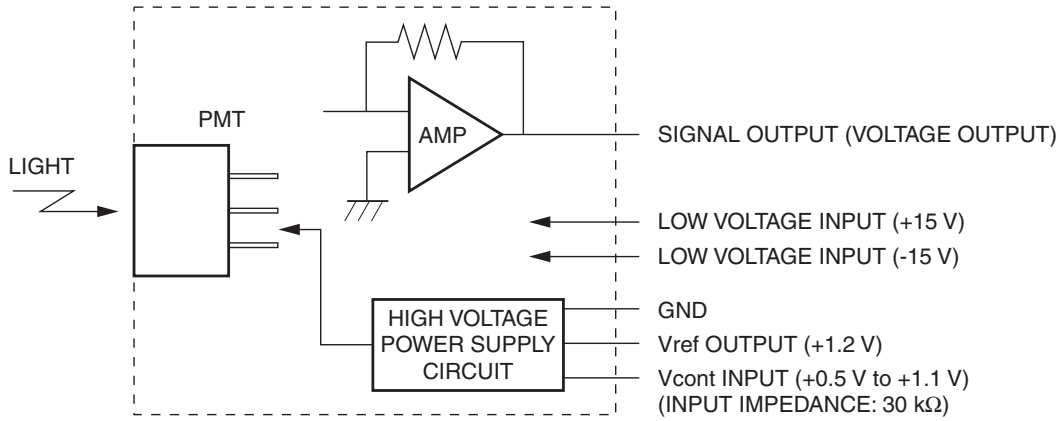 PMT
LIGHT
AMP
SIGNAL OUTPUT (VOLTAGE OUTPUT)
LOW VOLTAGE INPUT (+15 V)
LOW VOLTAGE INPUT (-15 V)
HIGH VOLTAGE
POWER SUPPLY
CIRCUIT
GND
Vref OUTPUT (+1.2 V)
Vcont INPUT (+0.5 V to +1.1 V)
(INPUT IMPEDANCE: 30 kΩ)